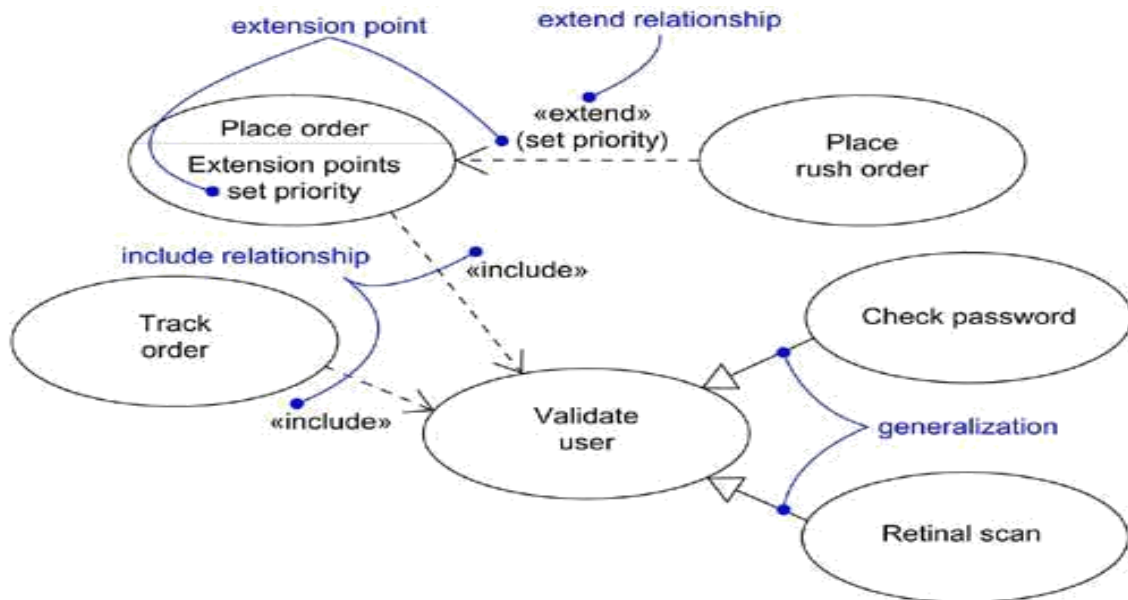 extension point
extend relationship
«extend»
(set priority)
Place order
Extension points
set priority
Place
rush order
include relationship
«include»
Track
order
Check password
«include»
Validate
user
generalization
Retinal scan